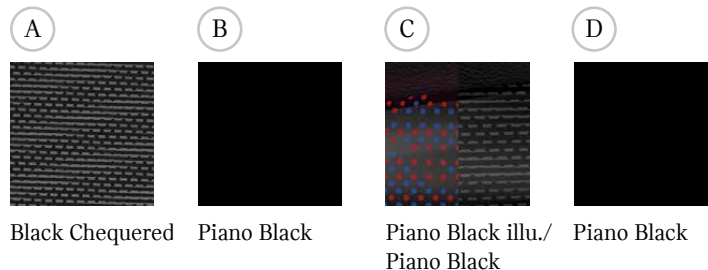 A
B
C
D
Black Chequered
Piano Black
Piano Black illu./
Piano Black
Piano Black